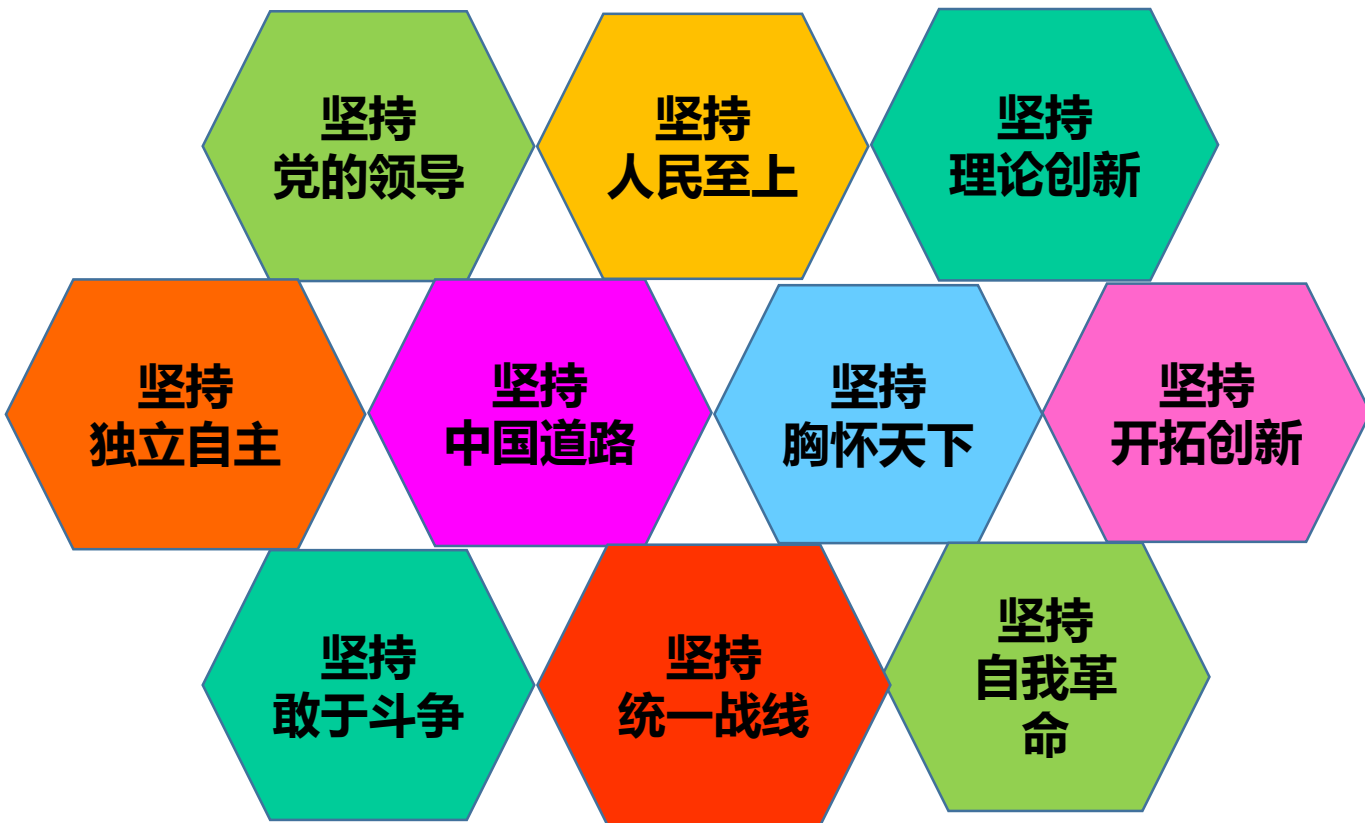 坚持
党的领导
坚持
人民至上
坚持
理论创新
坚持
独立自主
坚持
中国道路
坚持
胸怀天下
坚持
开拓创新
坚持
敢于斗争
坚持
统一战线
坚持
自我革
命